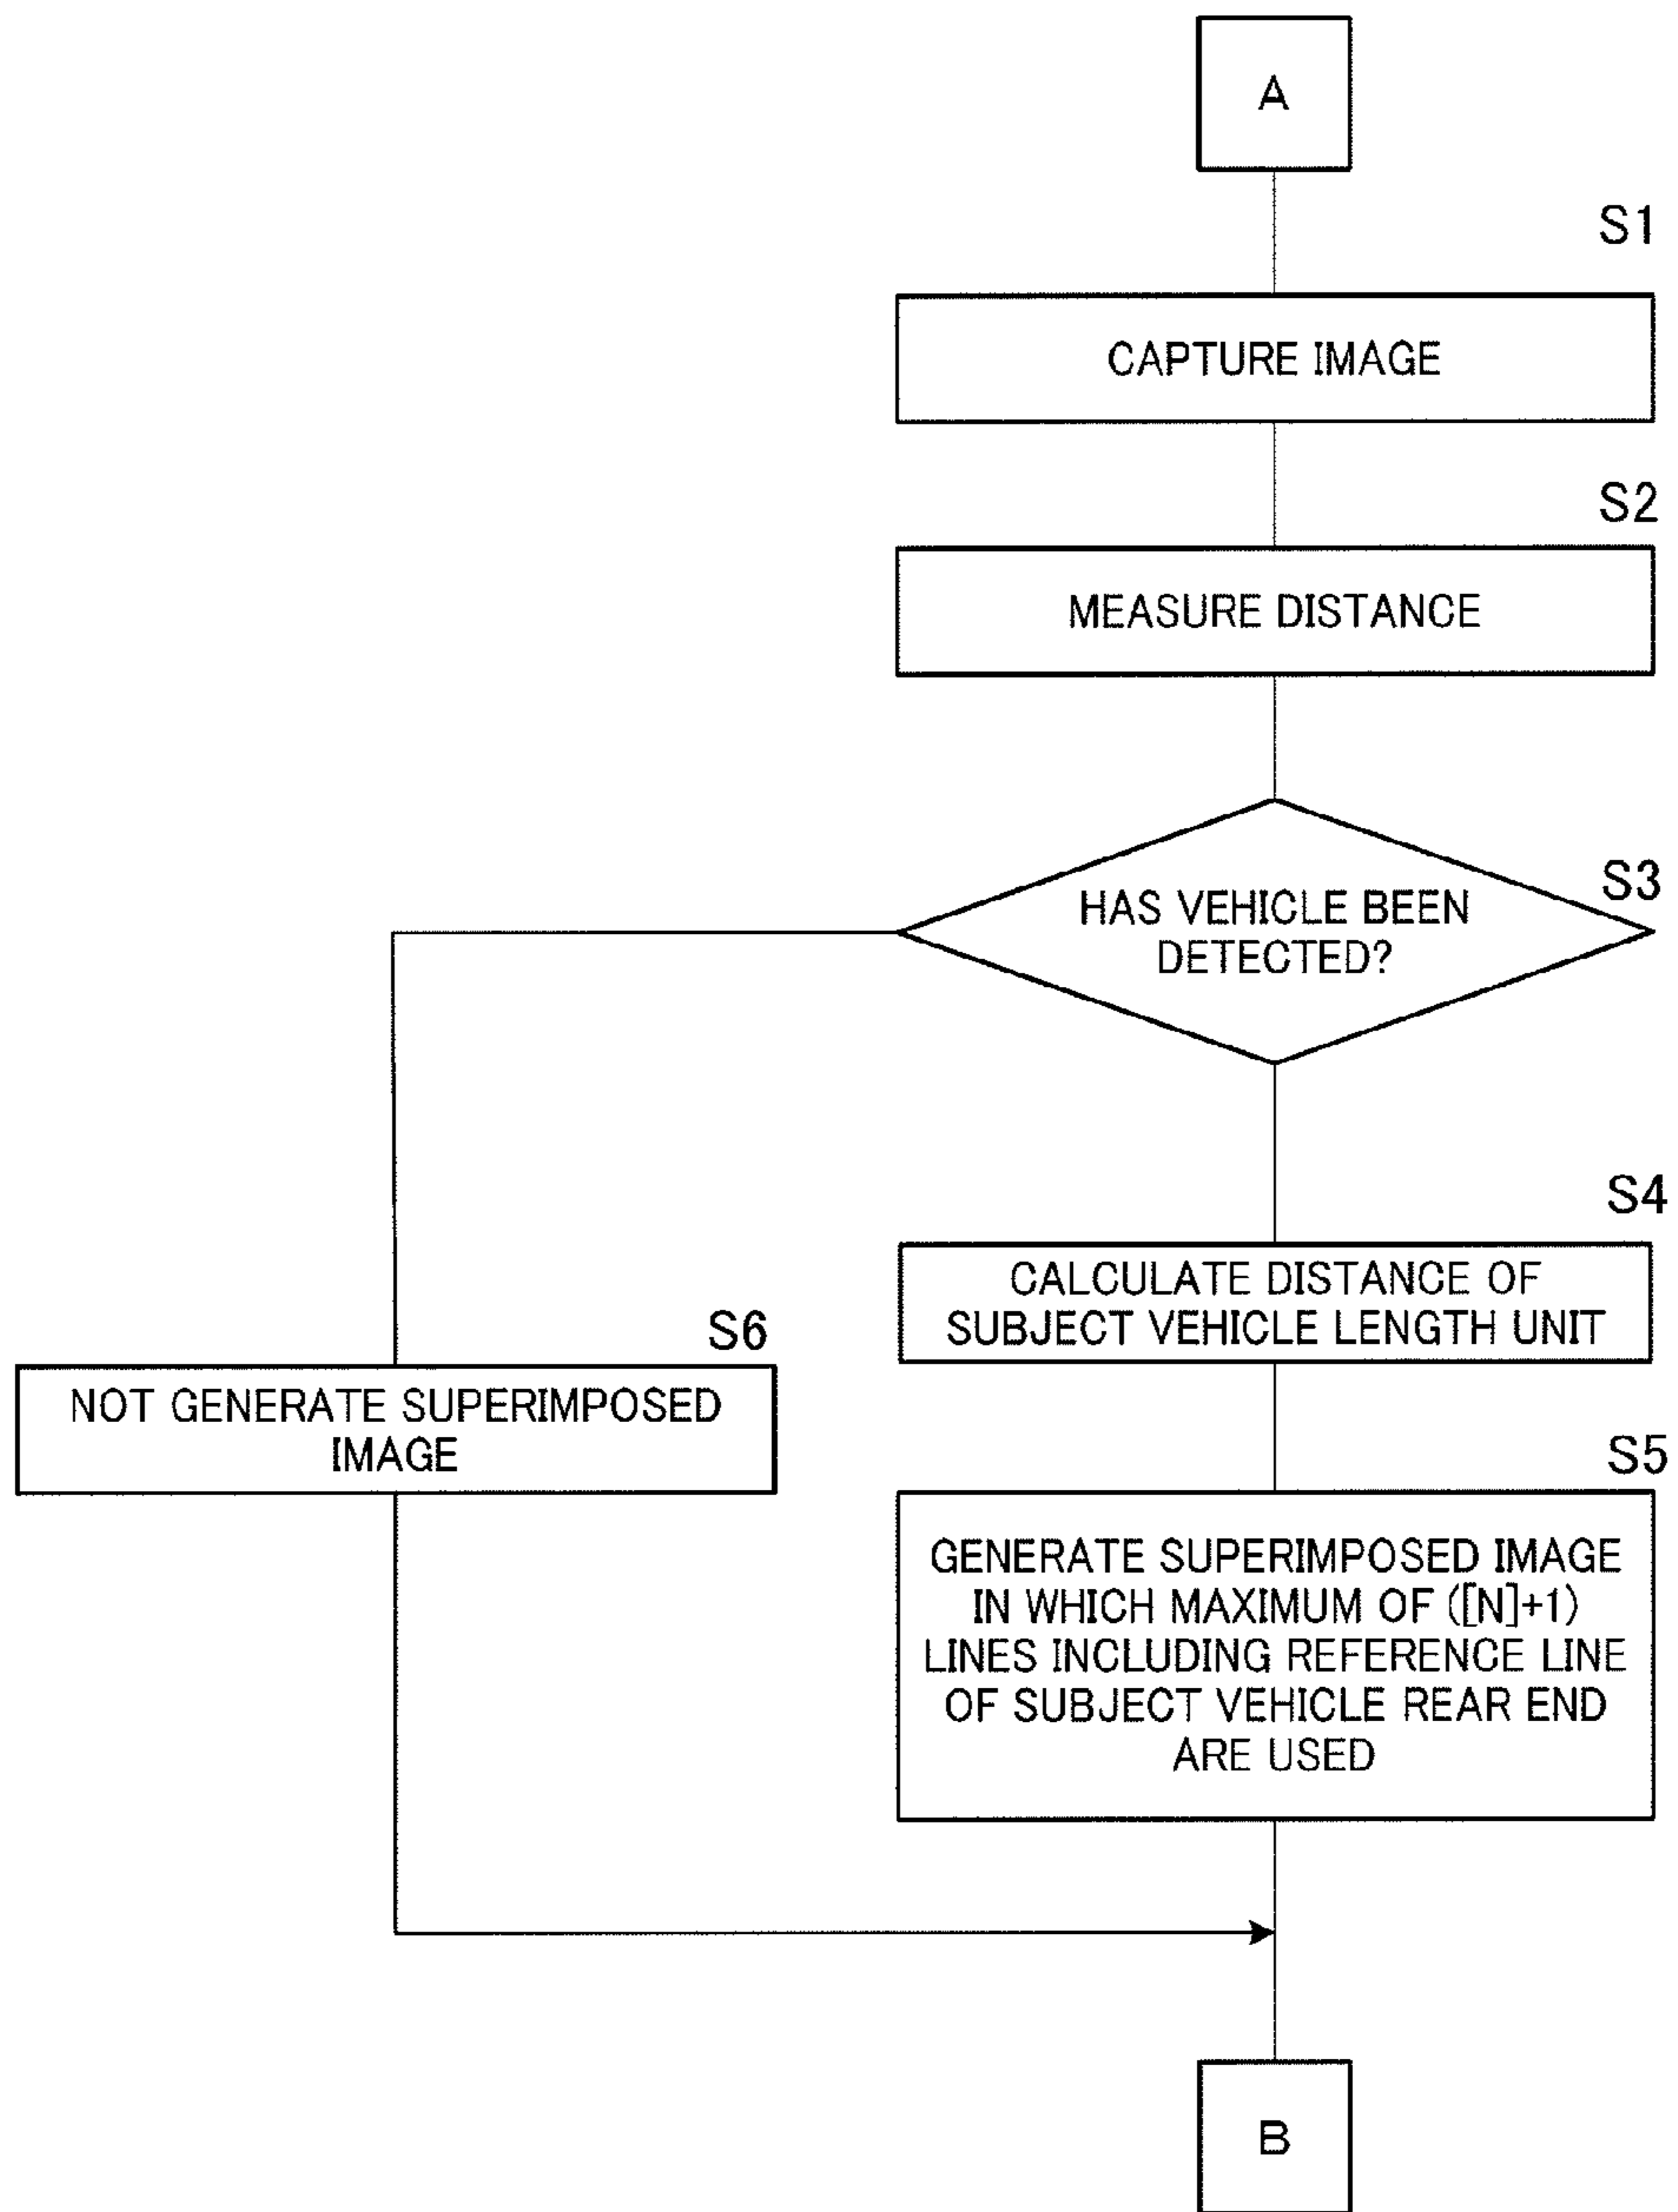 A
S1
CAPTURE IMAGE
S2
MEASURE DISTANCE
S3
HAS VEHICLE BEEN
DETECTED?
S4
CALCULATE DISTANCE OF
SUBJECT VEHICLE LENGTH UNIT
S6
NOT GENERATE SUPERIMPOSED
IMAGE
S5
GENERATE SUPERIMPOSED IMAGE
IN WHICH MAXIMUM OF ([N]+1)
LINES INCLUDING REFERENCE LINE
OF SUBJECT VEHICLE REAR END
ARE USED
B